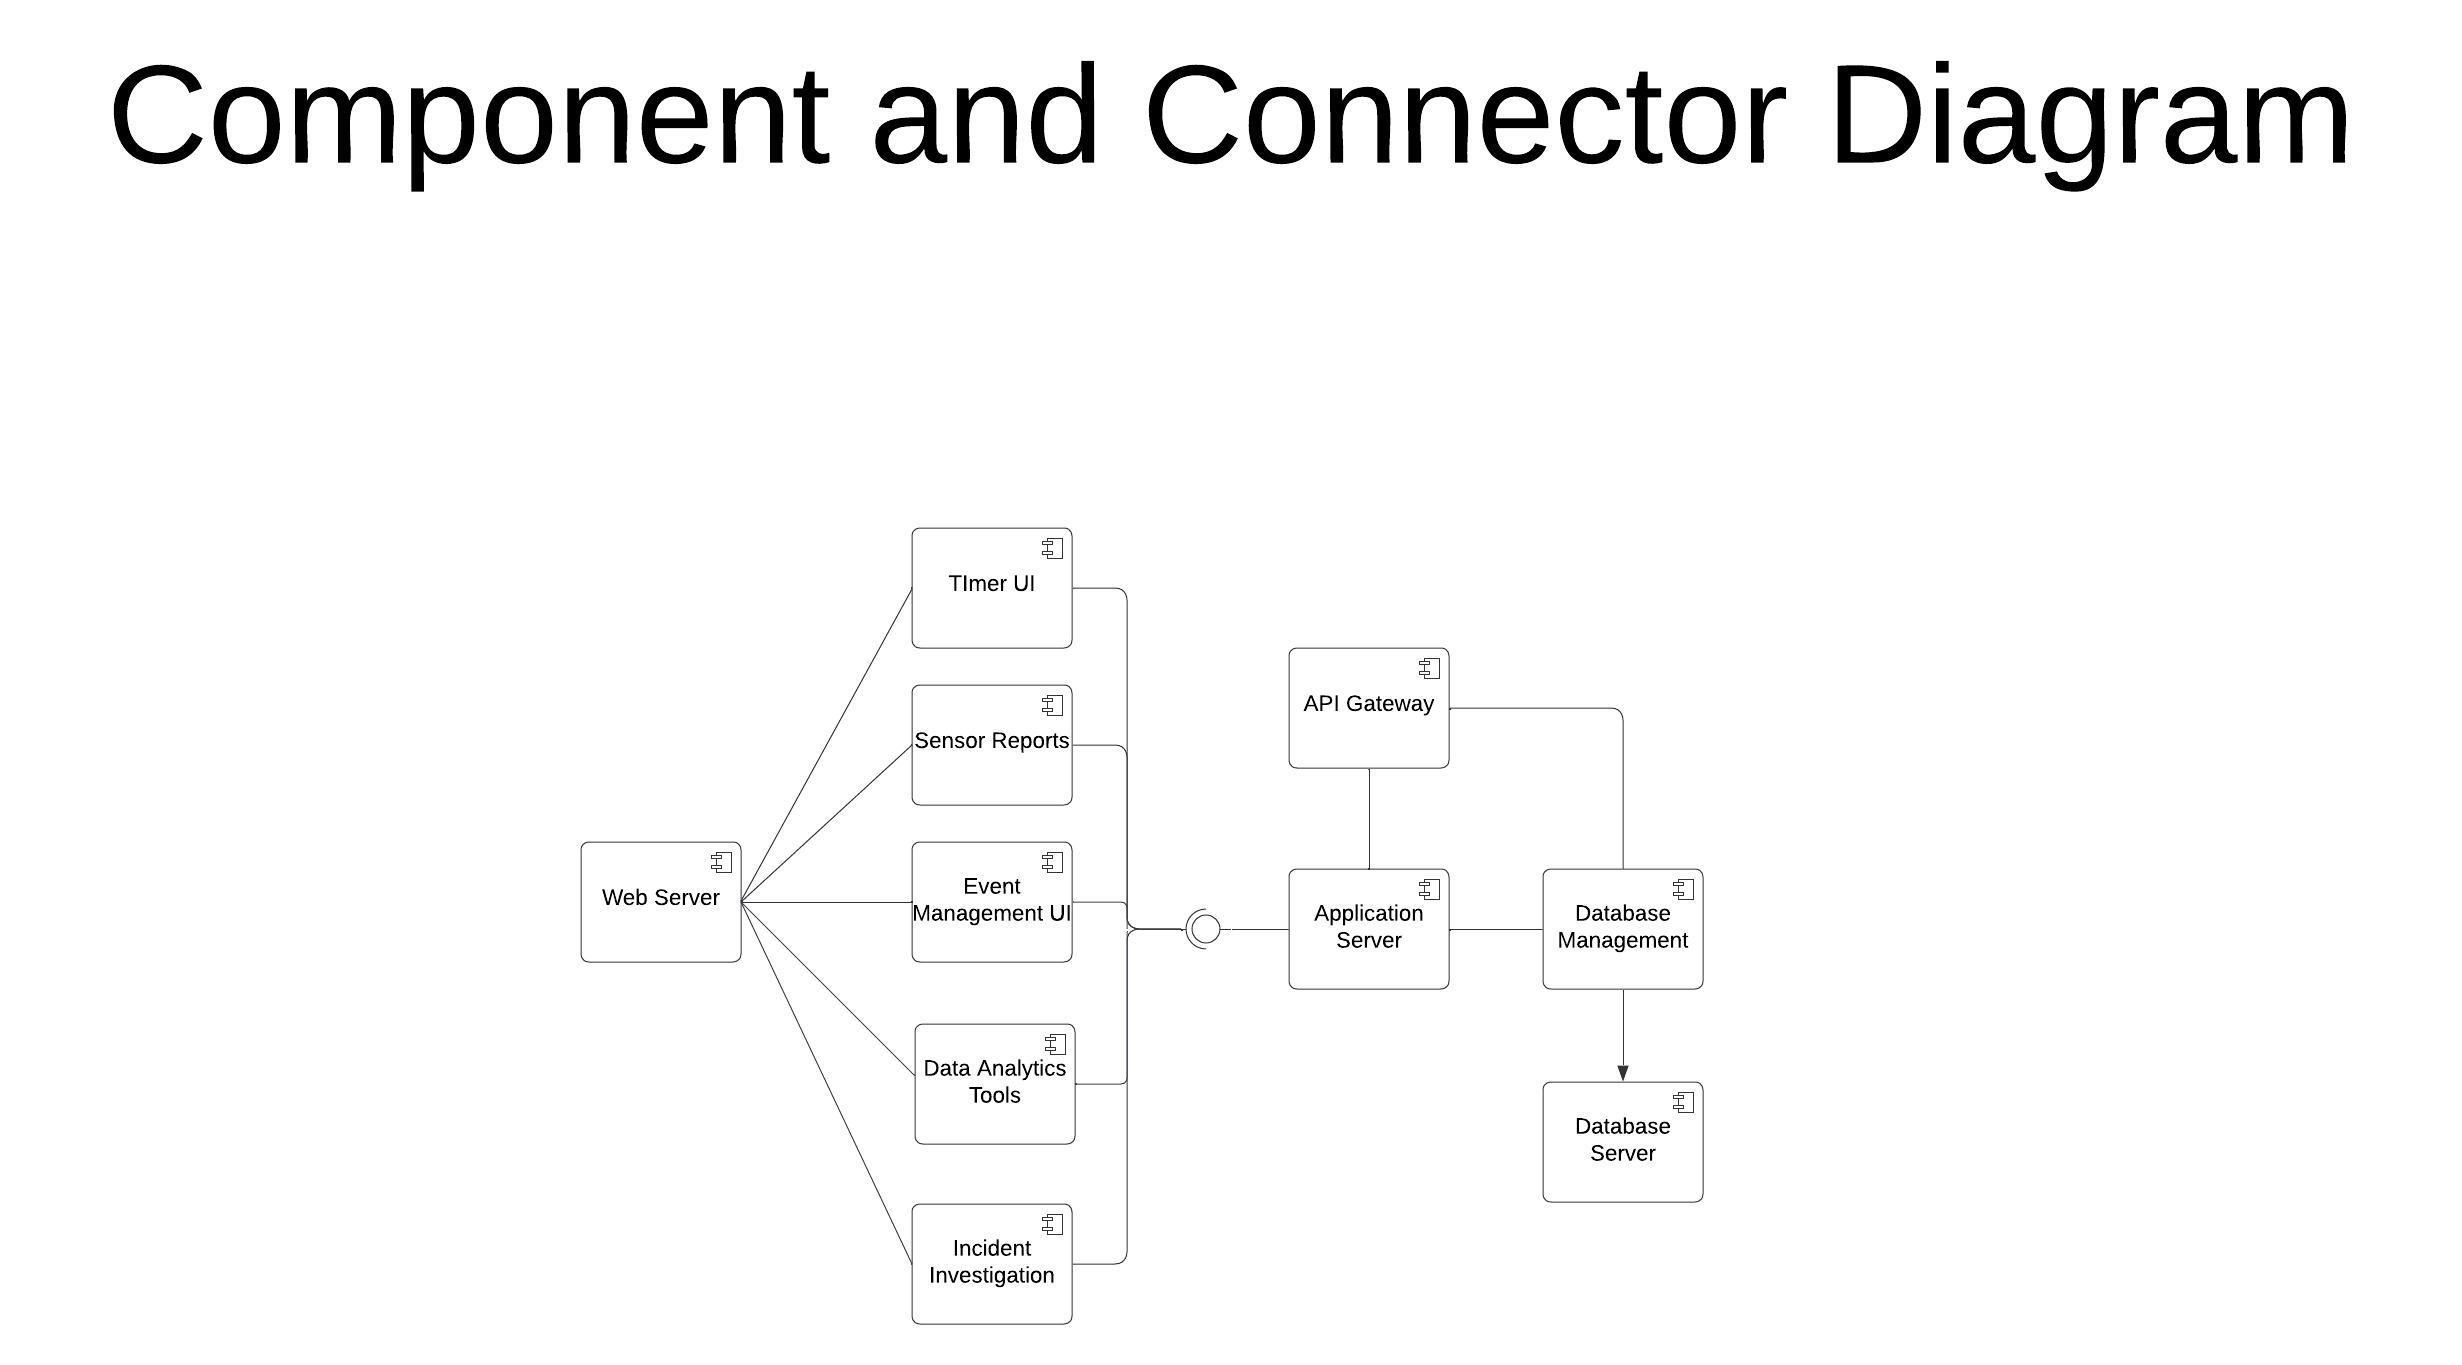 Component and Connector Diagram
TImer UI
Sensor Reports
Web Server
Event
Management UI
Data Analytics
Tools
Incident
Investigation
API Gateway
Application
Server
Database
Management
Database
Server